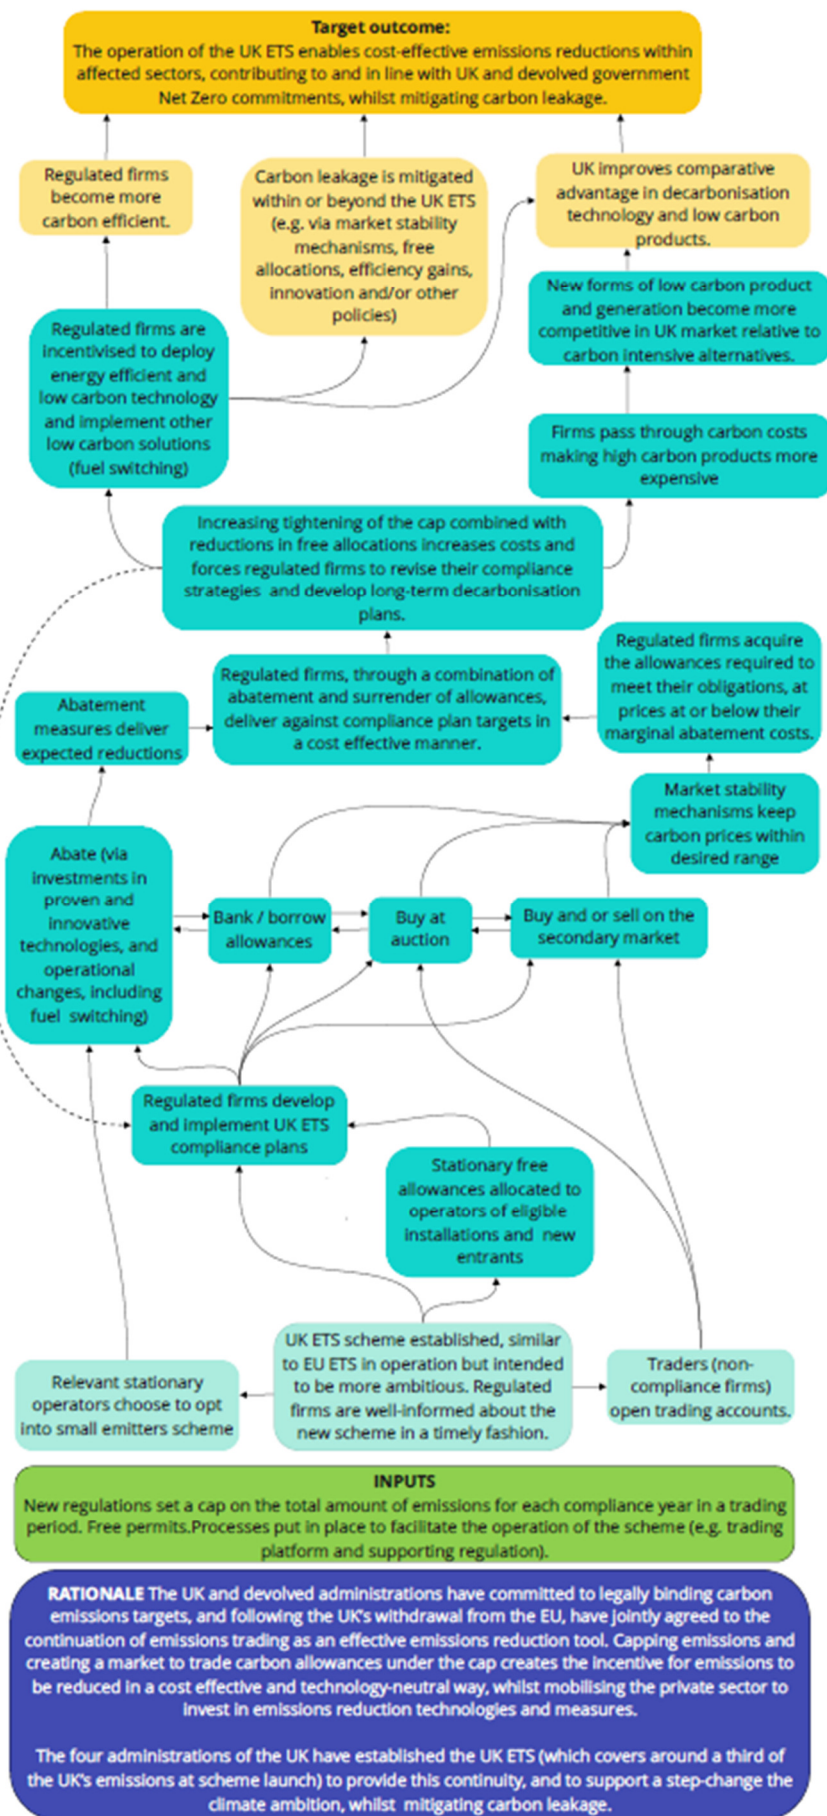 Target outcome:
The operation of the UK ETS enables cost-effective emissions reductions within
affected sectors, contributing to and in line with UK and devolved government
Net Zero commitments, whilst mitigating carbon leakage.
Regulated firms
become more
carbon efficient.
Carbon leakage is mitigated
within or beyond the UK ETS
(e.g. via market stability
mechanisms, free
allocations, efficiency gains,
innovation and/or other
policies)
UK improves comparative
advantage in decarbonisation
technology and low carbon
products.
New forms of low carbon product
and generation become more
competitive in UK market relative to
carbon intensive alternatives.
Regulated firms are
incentivised to deploy
energy efficient and
low carbon technology
and implement other
low carbon solutions
(fuel switching)
Firms pass through carbon costs
making high carbon products more
expensive
Increasing tightening of the cap combined with
reductions in free allocations increases costs and
forces regulated firms to revise their compliance
strategies and develop long-term decarbonisation
plans.
Regulated firms acquire
the allowances required to
meet their obligations, at
prices at or below their
marginal abatement costs.
Regulated firms, through a combination of
abatement and surrender of allowances,
deliver against compliance plan targets in
a cost effective manner.
Abatement
measures deliver
expected reductions
Market stability
mechanisms keep
carbon prices within
desired range
Abate (via
investments in
proven and
innovative
technologies, and
operational
changes, including
fuel switching)
Bank / borrow
allowances
Buy at
auction
Buy and or sell on the
secondary market
Regulated firms develop
and implement UK ETS
compliance plans
Stationary free
allowances allocated to
operators of eligible
installations and new
entrants
Relevant stationary
operators choose to opt
into small emitters scheme
UK ETS scheme established, similar
to EU ETS in operation but intended
to be more ambitious. Regulated
firms are well-informed about the
new scheme in a timely fashion.
Traders (non-
compliance firms)
open trading accounts.
INPUTS
New regulations set a cap on the total amount of emissions for each compliance year in a trading
period. Free permits.Processes put in place to facilitate the operation of the scheme (e.g. trading
platform and supporting regulation).
RATIONALE The UK and devolved administrations have committed to legally binding carbon
emissions targets, and following the UK's withdrawal from the EU, have jointly agreed to the
continuation of emissions trading as an effective emissions reduction tool. Capping emissions and
creating a market to trade carbon allowances under the cap creates the incentive for emissions to
be reduced in a cost effective and technology-neutral way, whilst mobilising the private sector to
invest in emissions reduction technologies and measures.
The four administrations of the UK have established the UK ETS (which covers around a third of
the UK's emissions at scheme launch) to provide this continuity, and to support a step-change the
climate ambition, whilst mitigating carbon leakage.